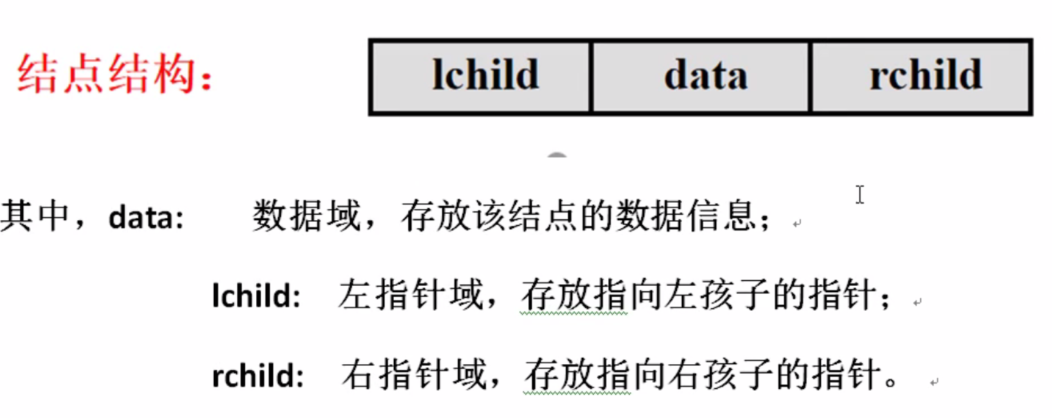 结点结构： lchild data rchild
其中，data: 数据域，存放该结点的数据信息；
lchild: 左指针域，存放指向左孩子的指针；
rchild: 右指针域，存放指向右孩子的指针。